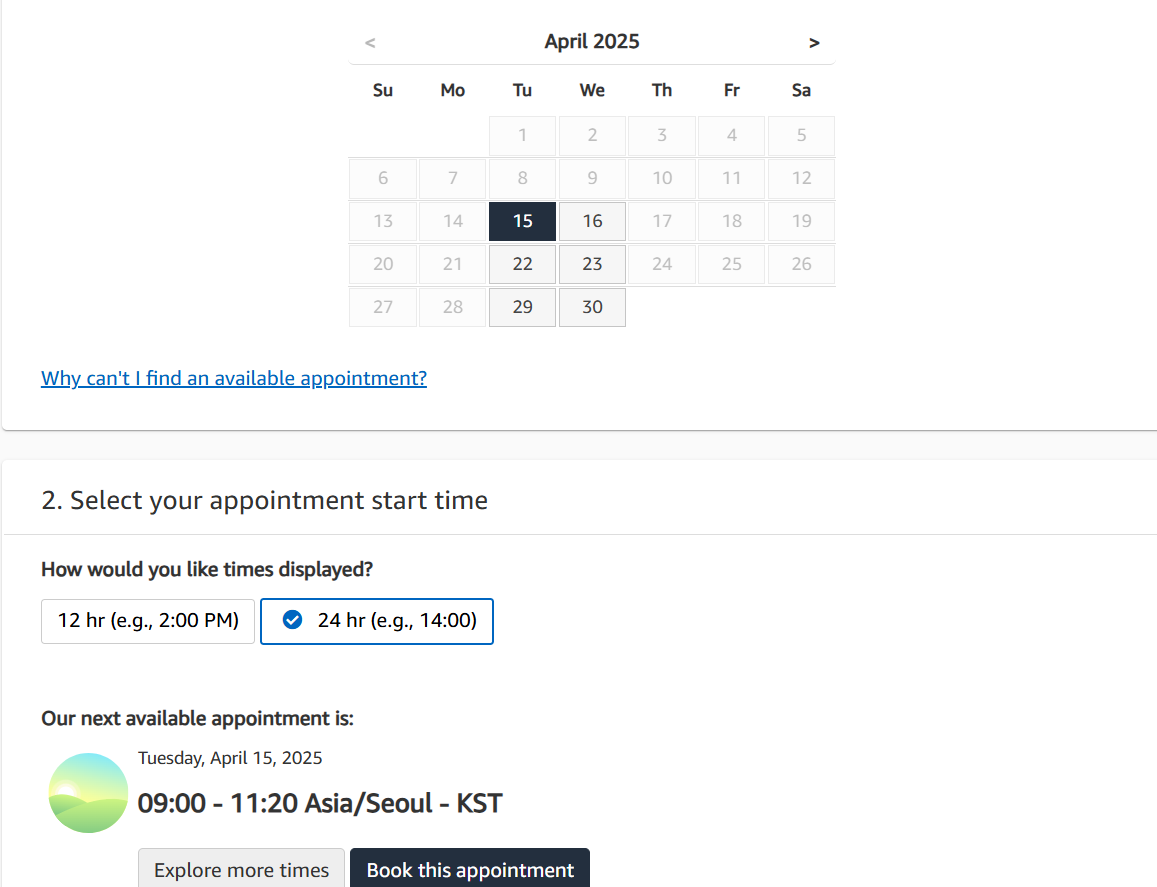 < April 2025 >
Su Mo Tu We Th Fr Sa
1 2 3 4 5
6 7 8 9 10 11 12
13 14 15 16 17 18 19
20 21 22 23 24 25 26
27 28 29 30
Why can't I find an available appointment?
2. Select your appointment start time
How would you like times displayed?
12 hr (e.g., 2:00 PM) 24 hr (e.g., 14:00)
Our next available appointment is:
Tuesday, April 15, 2025
09:00 - 11:20 Asia/Seoul - KST
Explore more times Book this appointment